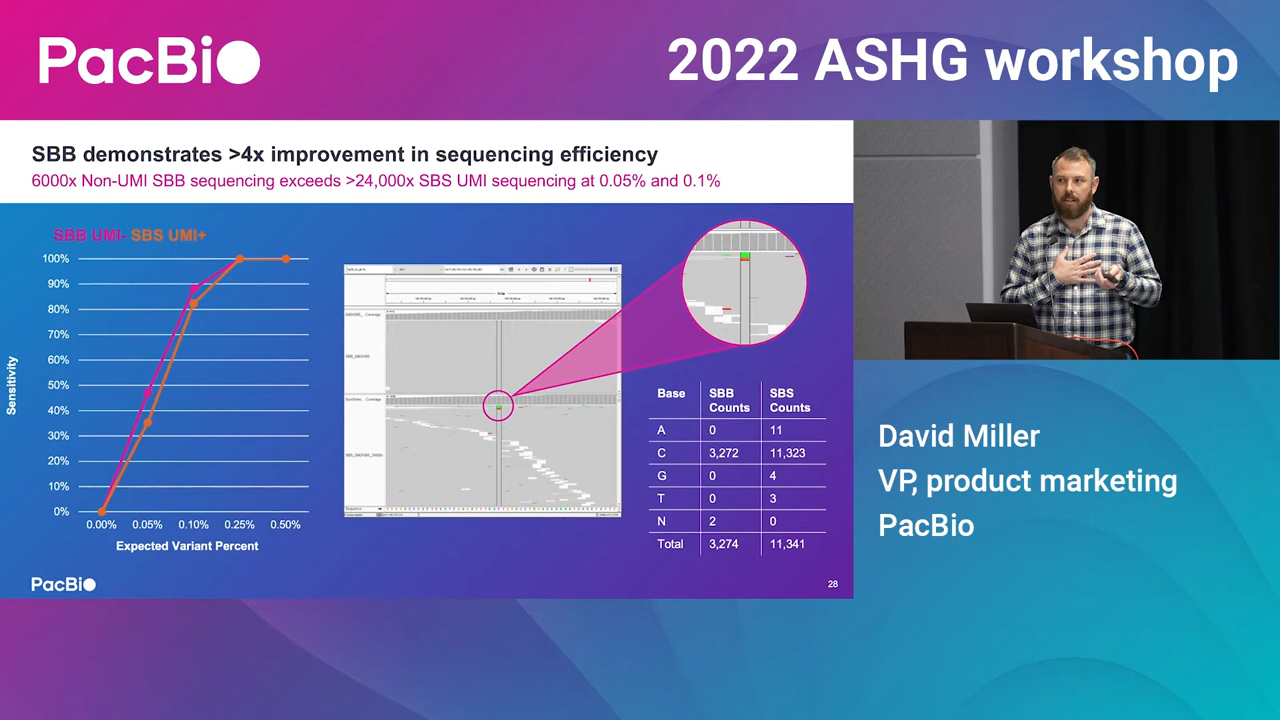 PacBio
2022 ASHG workshop
SBB demonstrates >4x improvement in sequencing efficiency
6000x Non-UMI SBB sequencing exceeds >24,000x SBS UMI sequencing at 0.05% and 0.1%
SBB UMI- SBS UMI+
100%
90%
80%
70%
60%
50%
40%
30%
20%
10%
0%
Sensitivity
0.00% 0.05% 0.10% 0.25% 0.50%
Expected Variant Percent
Base SBB Counts SBS Counts
A 0 11
C 3,272 11,323
G 0 4
T 0 3
N 2 0
Total 3,274 11,341
PacBio
28
David Miller
VP, product marketing
PacBio